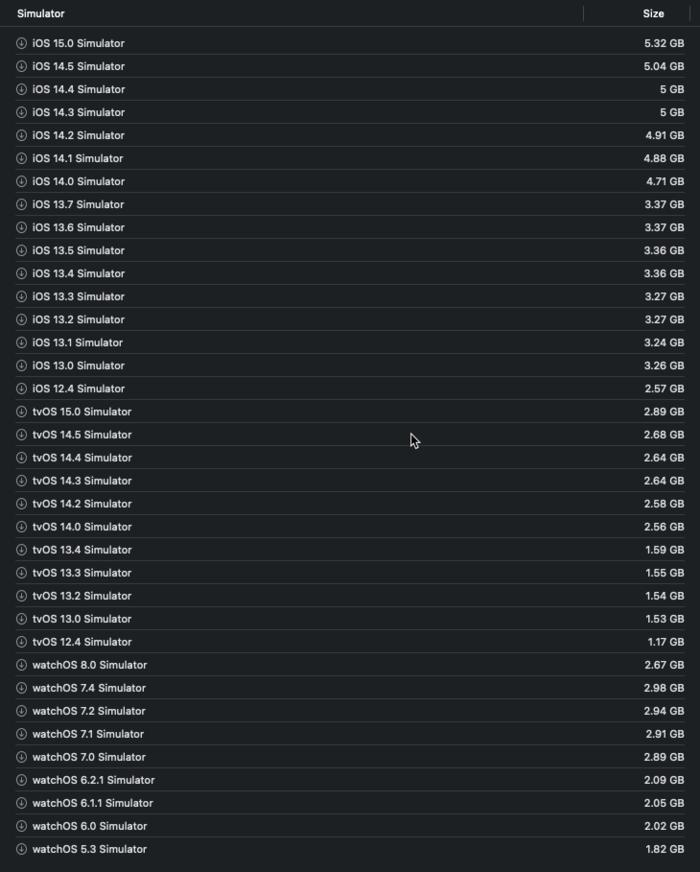 Simulator Size
iOS 15.0 Simulator 5.32 GB
iOS 14.5 Simulator 5.04 GB
iOS 14.4 Simulator 5 GB
iOS 14.3 Simulator 5 GB
iOS 14.2 Simulator 4.91 GB
iOS 14.1 Simulator 4.88 GB
iOS 14.0 Simulator 4.71 GB
iOS 13.7 Simulator 3.37 GB
iOS 13.6 Simulator 3.37 GB
iOS 13.5 Simulator 3.36 GB
iOS 13.4 Simulator 3.36 GB
iOS 13.3 Simulator 3.27 GB
iOS 13.2 Simulator 3.27 GB
iOS 13.1 Simulator 3.24 GB
iOS 13.0 Simulator 3.26 GB
iOS 12.4 Simulator 2.57 GB
tvOS 15.0 Simulator 2.89 GB
tvOS 14.5 Simulator 2.68 GB
tvOS 14.4 Simulator 2.64 GB
tvOS 14.3 Simulator 2.64 GB
tvOS 14.2 Simulator 2.58 GB
tvOS 14.0 Simulator 2.56 GB
tvOS 13.4 Simulator 1.59 GB
tvOS 13.3 Simulator 1.55 GB
tvOS 13.2 Simulator 1.54 GB
tvOS 13.0 Simulator 1.53 GB
tvOS 12.4 Simulator 1.17 GB
watchOS 8.0 Simulator 2.67 GB
watchOS 7.4 Simulator 2.98 GB
watchOS 7.2 Simulator 2.94 GB
watchOS 7.1 Simulator 2.91 GB
watchOS 7.0 Simulator 2.89 GB
watchOS 6.2.1 Simulator 2.09 GB
watchOS 6.1.1 Simulator 2.05 GB
watchOS 6.0 Simulator 2.02 GB
watchOS 5.3 Simulator 1.82 GB